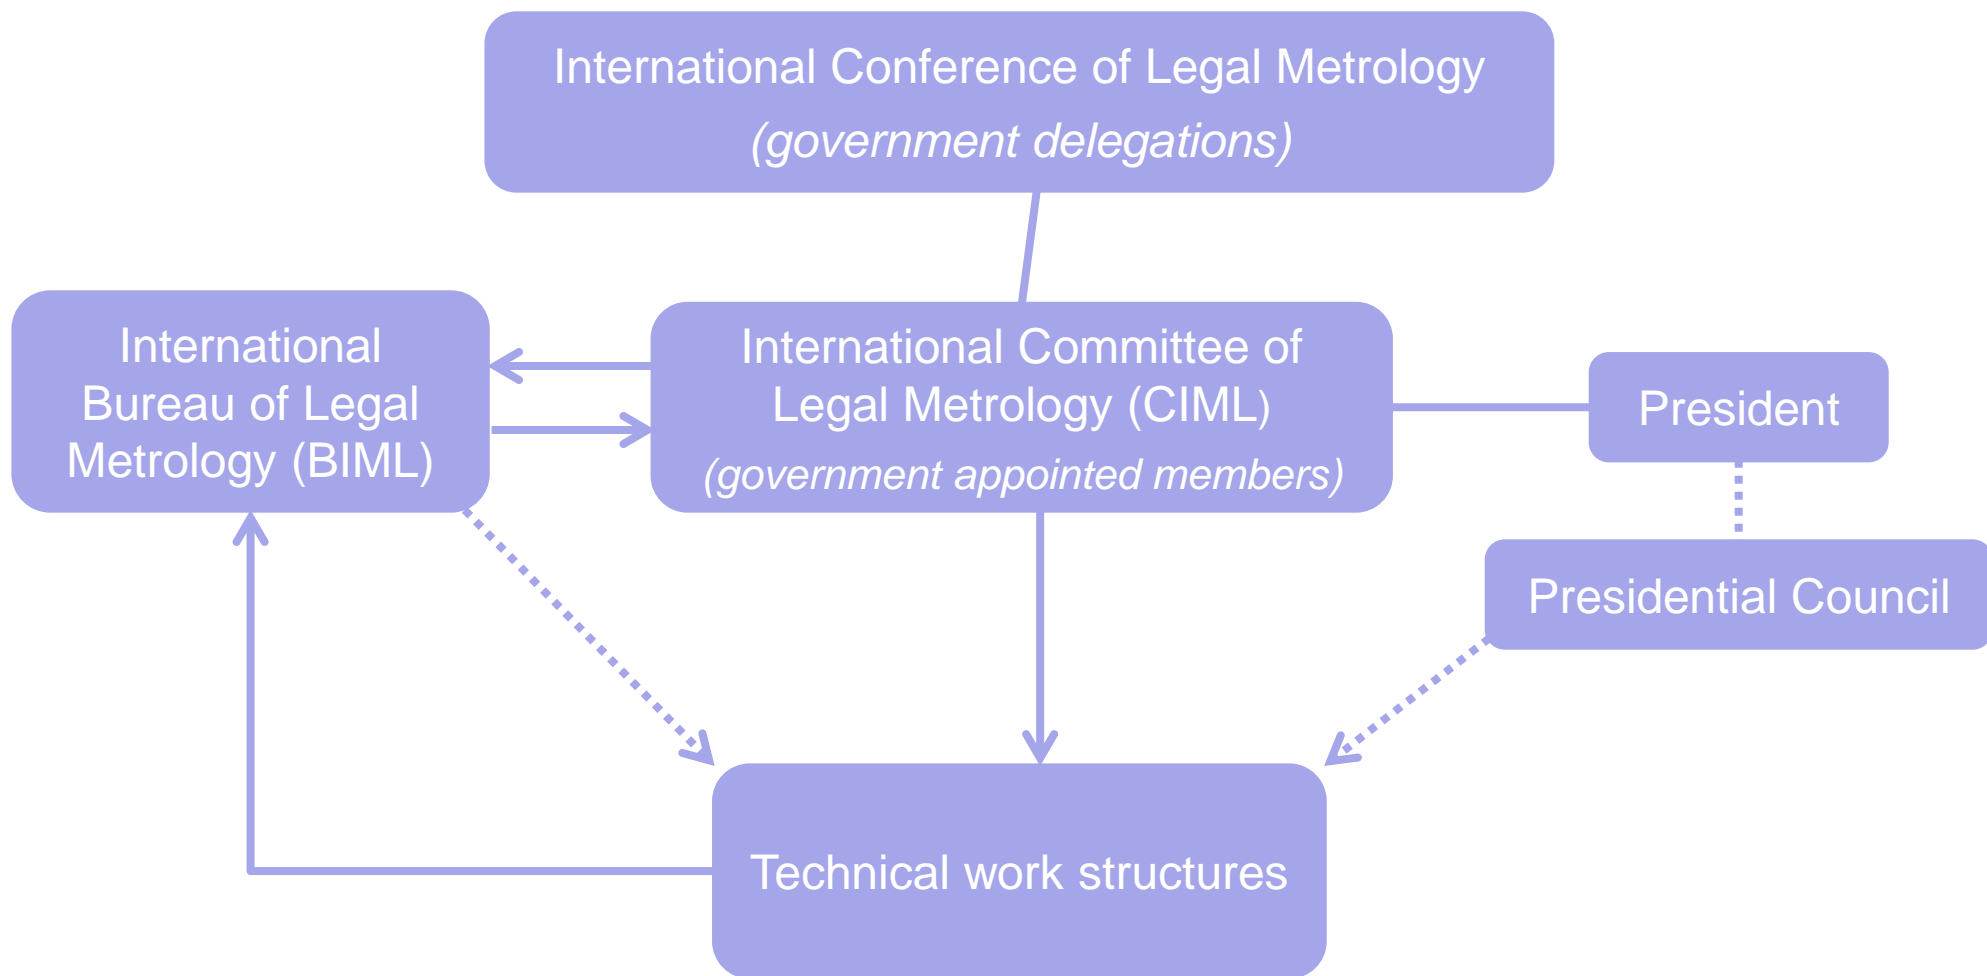 International Conference of Legal Metrology
(government delegations)
International
Bureau of Legal
Metrology (BIML)
International Committee of
Legal Metrology (CIML)
(government appointed members)
President
Presidential Council
Technical work structures